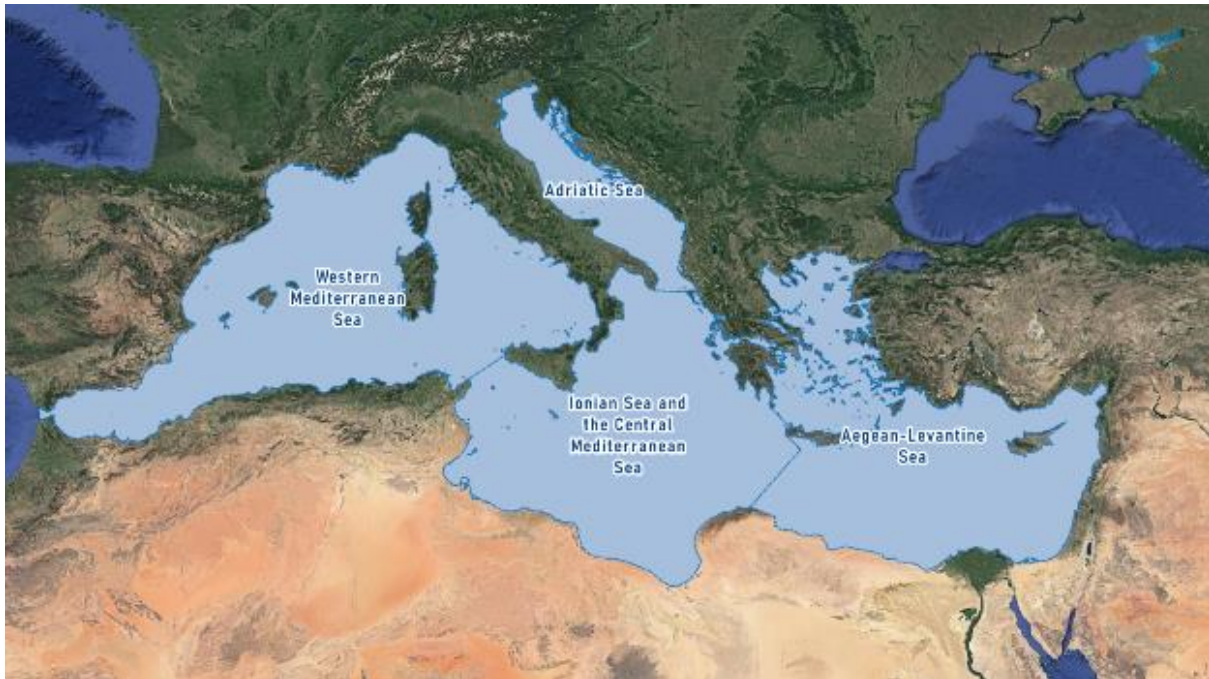 Adriatic Sea
Western
Mediterranean
Sea
Ionian Sea and
the Central
Mediterranean
Sea
Aegean-Levantine
Sea